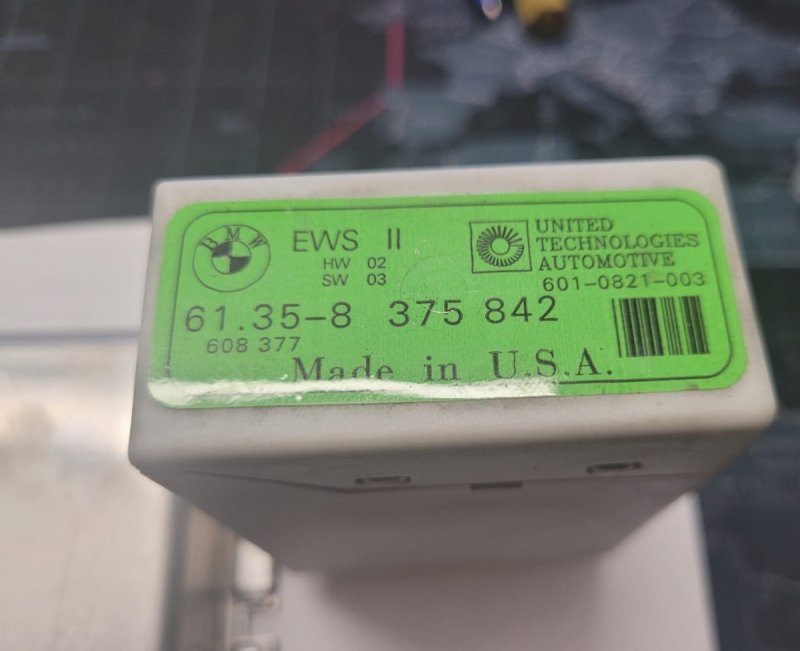 BMW
EWS II
HW 02
SW 03
UNITED
TECHNOLOGIES
AUTOMOTIVE
601-0821-003
61.35-8 375 842
608 377
Made in U.S.A.